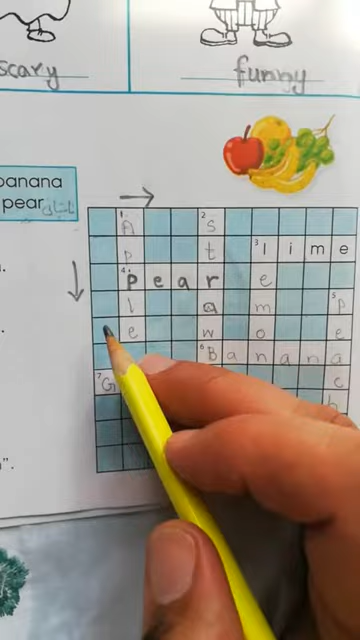 scary
funny
banana
pear
1 A 2 s
p t 3 l i m e
4 p e a r e
l a m 5 p
e w o e
6 B a n a n a
7 G c
h
".